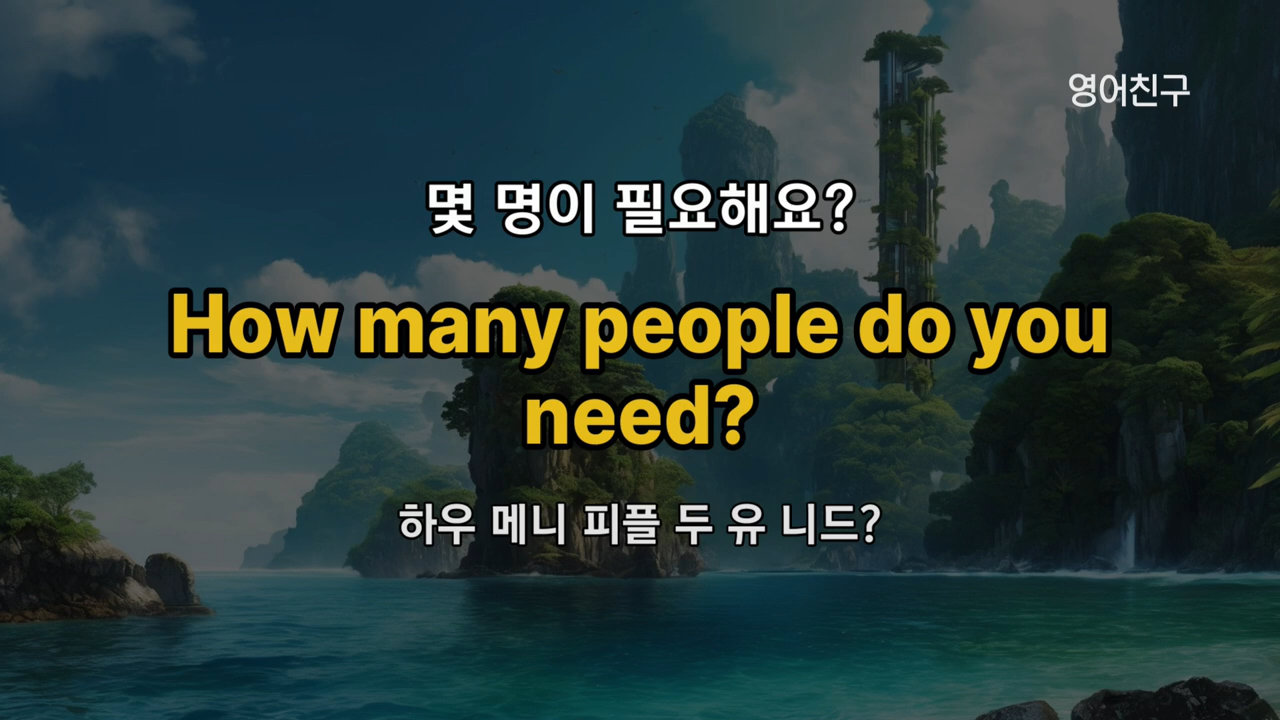 영어친구
몇 명이 필요해요?
How many people do you
need?
하우 메니 피플 두 유 니드?